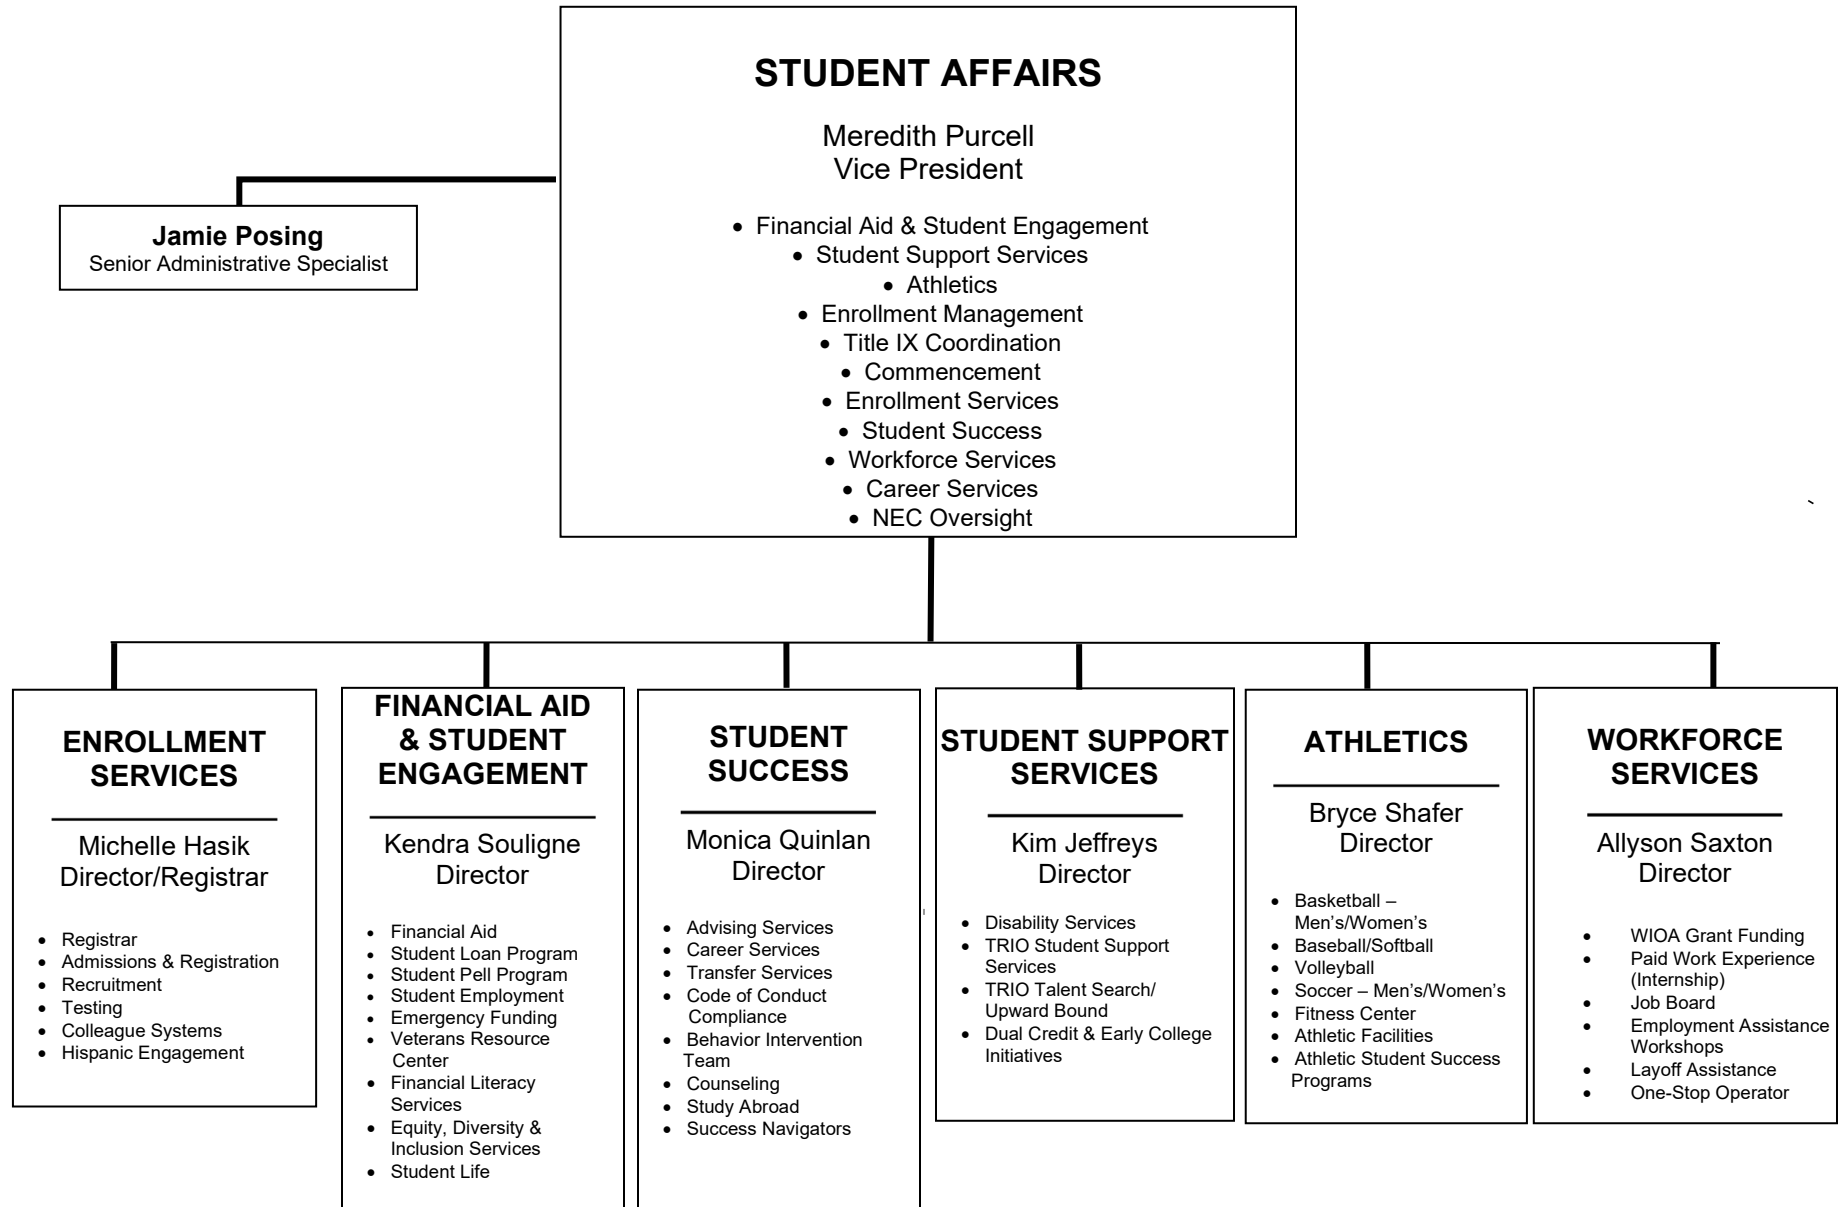 STUDENT AFFAIRS
Meredith Purcell
Vice President
• Financial Aid & Student Engagement
• Student Support Services
• Athletics
• Enrollment Management
• Title IX Coordination
• Commencement
• Enrollment Services
• Student Success
• Workforce Services
• Career Services
• NEC Oversight
Jamie Posing
Senior Administrative Specialist
ENROLLMENT
SERVICES
Michelle Hasik
Director/Registrar
• Registrar
• Admissions & Registration
• Recruitment
• Testing
• Colleague Systems
• Hispanic Engagement
FINANCIAL AID
& STUDENT
ENGAGEMENT
Kendra Souligne
Director
• Financial Aid
• Student Loan Program
• Student Pell Program
• Student Employment
• Emergency Funding
• Veterans Resource
Center
• Financial Literacy
Services
• Equity, Diversity &
Inclusion Services
• Student Life
STUDENT
SUCCESS
Monica Quinlan
Director
• Advising Services
• Career Services
• Transfer Services
• Code of Conduct
Compliance
• Behavior Intervention
Team
• Counseling
• Study Abroad
• Success Navigators
STUDENT SUPPORT
SERVICES
Kim Jeffreys
Director
• Disability Services
• TRIO Student Support
Services
• TRIO Talent Search/
Upward Bound
• Dual Credit & Early College
Initiatives
ATHLETICS
Bryce Shafer
Director
• Basketball –
Men’s/Women’s
• Baseball/Softball
• Volleyball
• Soccer – Men’s/Women’s
• Fitness Center
• Athletic Facilities
• Athletic Student Success
Programs
WORKFORCE
SERVICES
Allyson Saxton
Director
• WIOA Grant Funding
• Paid Work Experience
(Internship)
• Job Board
• Employment Assistance
Workshops
• Layoff Assistance
• One-Stop Operator